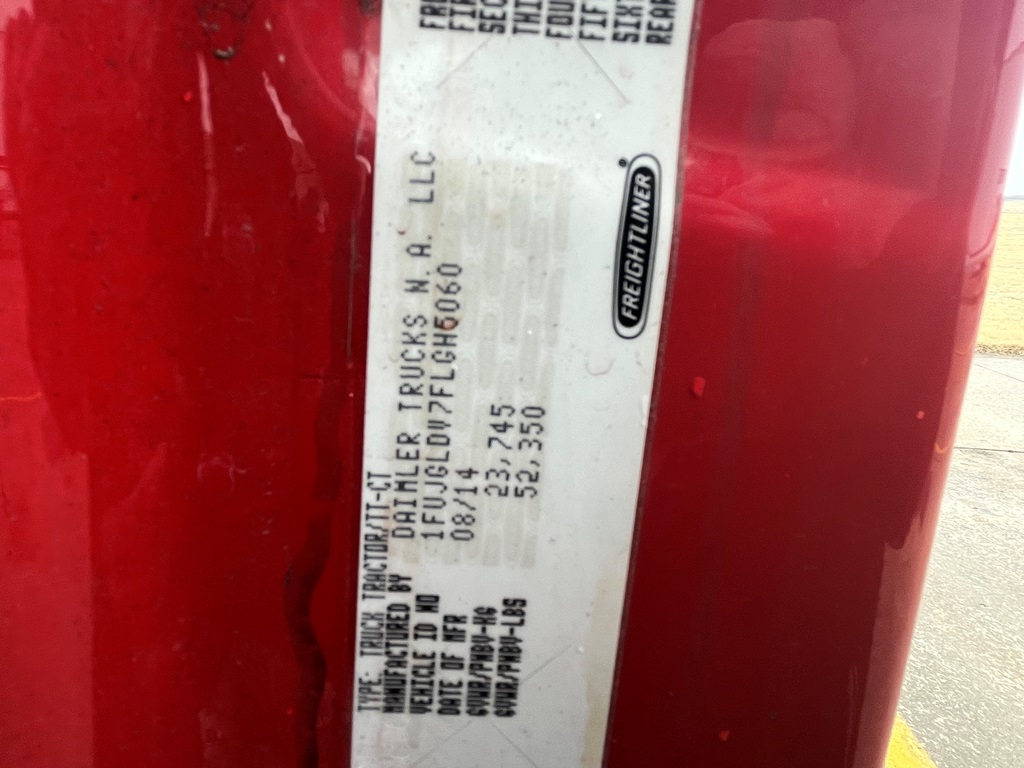 TYPE: TRUCK TRACTOR/TT-CT
MANUFACTURED BY DAIMLER TRUCKS N.A. LLC
VEHICLE ID NO 1FUJGLDV7FLGH5060
DATE OF MFR 08/14
GVWR/PNBV-KG 23,745
GVWR/PNBV-LBS 52,350
FREIGHTLINER